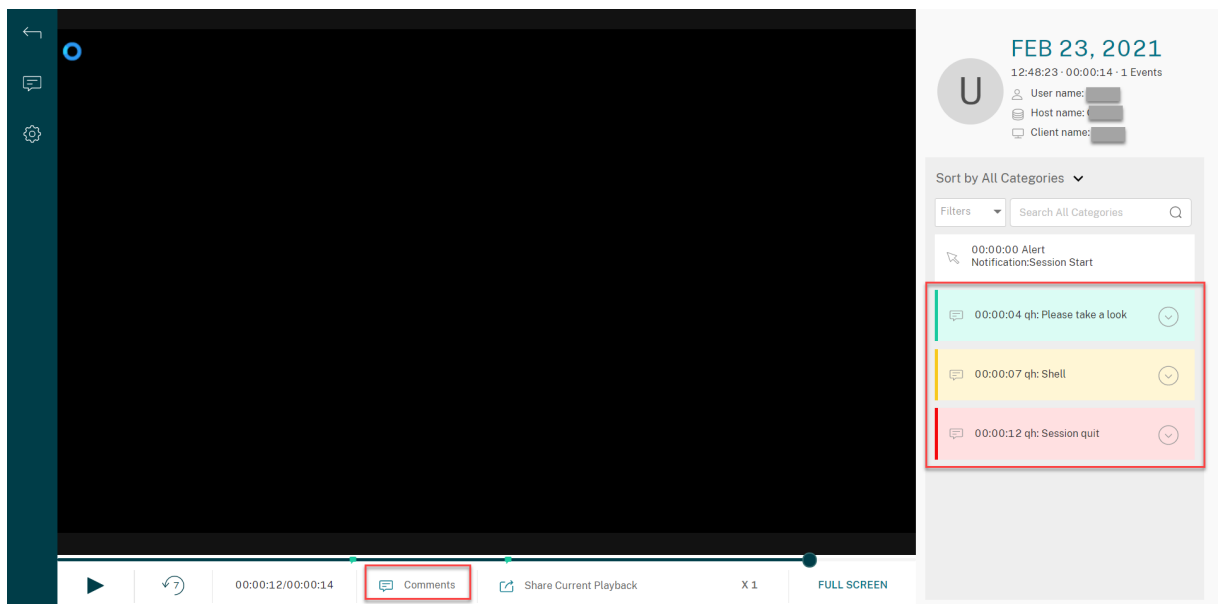 FEB 23, 2021
12:48:23 · 00:00:14 · 1 Events
U
User name:
Host name:
Client name:
Sort by All Categories
Filters
Search All Categories
00:00:00 Alert
Notification:Session Start
00:00:04 qh: Please take a look
00:00:07 qh: Shell
00:00:12 qh: Session quit
7
00:00:12/00:00:14
Comments
Share Current Playback
X 1
FULL SCREEN